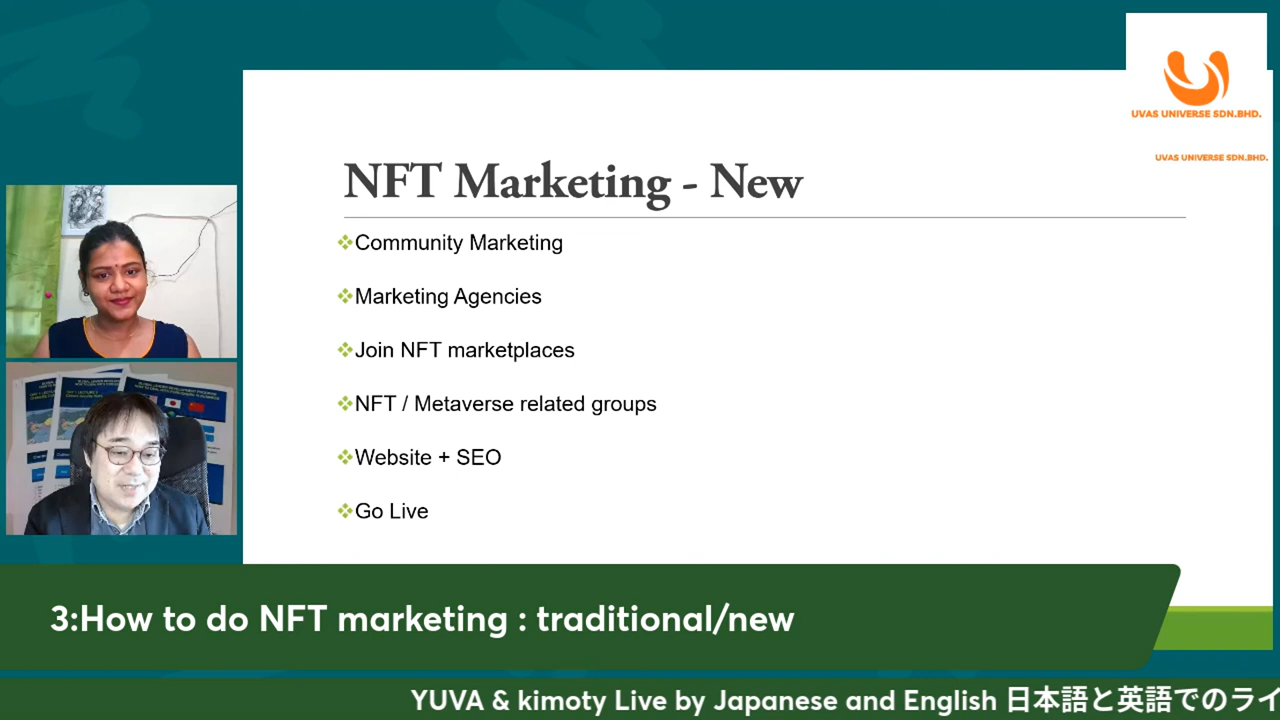 UVAS UNIVERSE SDN.BHD.
UVAS UNIVERSE SDN.BHD.
NFT Marketing - New
Community Marketing
Marketing Agencies
Join NFT marketplaces
NFT / Metaverse related groups
Website + SEO
Go Live
3:How to do NFT marketing : traditional/new
YUVA & kimoty Live by Japanese and English 日本語と英語でのライ